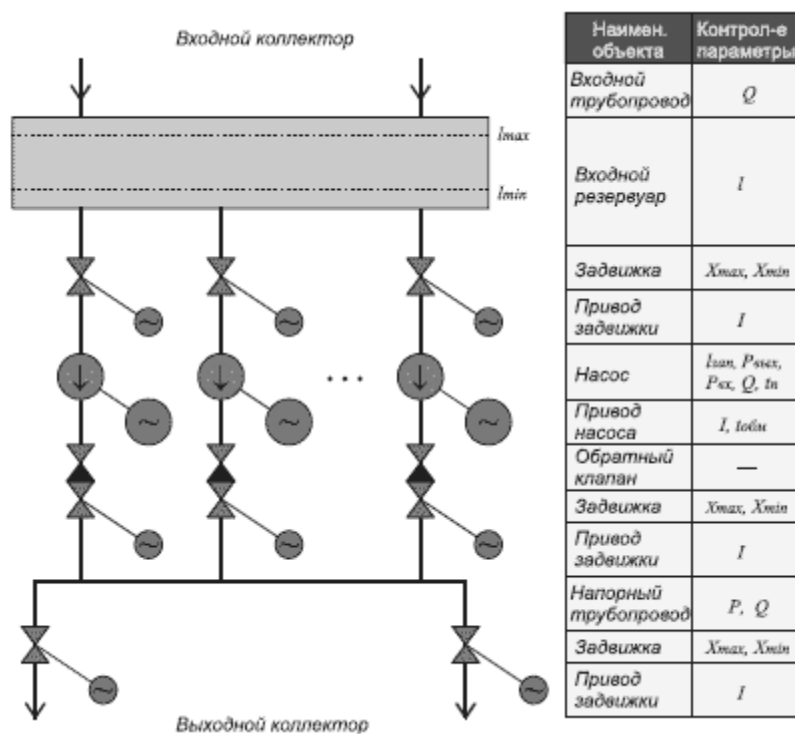 Входной коллектор
lmax
lmin
Выходной коллектор
Наимен. объекта | Контрол-е параметры
Входной трубопровод | Q
Входной резервуар | l
Задвижка | Xmax, Xmin
Привод задвижки | I
Насос | lзап, Pвых, Pвх, Q, tп
Привод насоса | I, tобм
Обратный клапан | —
Задвижка | Xmax, Xmin
Привод задвижки | I
Напорный трубопровод | P, Q
Задвижка | Xmax, Xmin
Привод задвижки | I